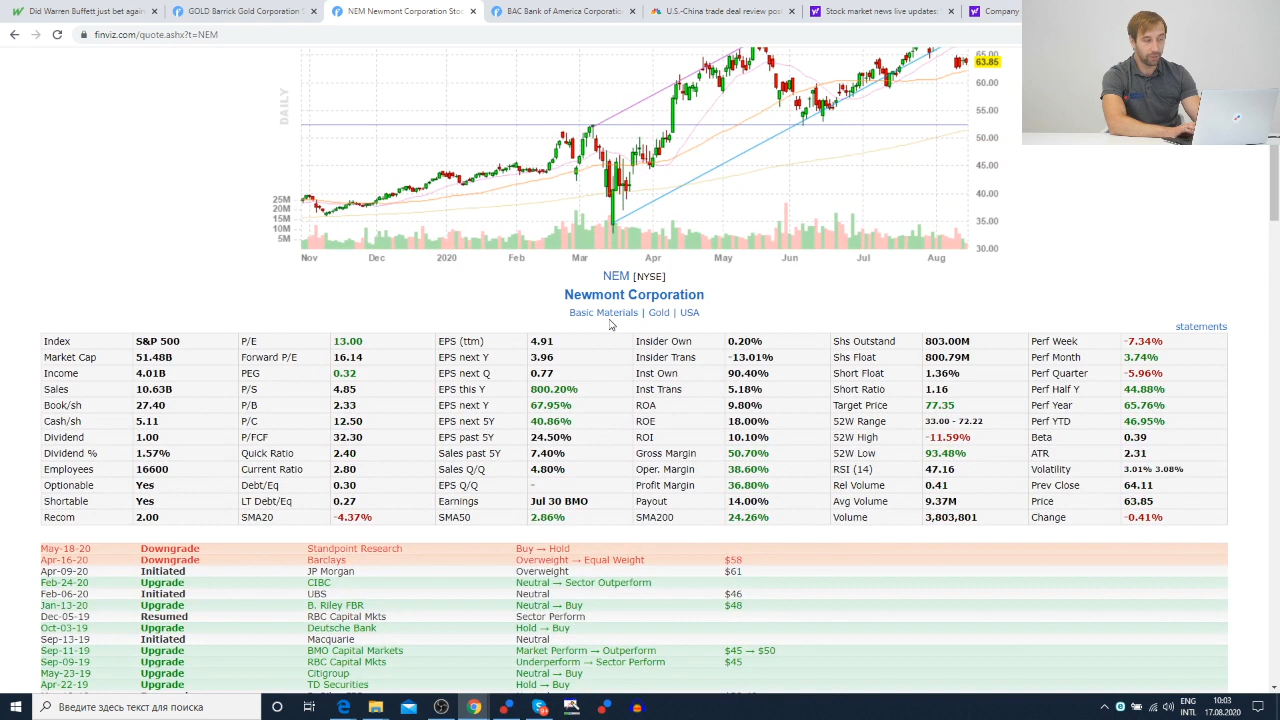 Did Warren Buffett just bet again
GOLD Barrick Gold Corporation S
NEM Newmont Corporation Stoc
BAC Bank of America Corporation
U.S.-China trade deal review post
Stock market news live updates:
Company
finviz.com/quote.ashx?t=NEM
DAILY
65.00
63.85
60.00
55.00
50.00
45.00
40.00
35.00
30.00
25M
20M
15M
10M
5M
Nov Dec 2020 Feb Mar Apr May Jun Jul Aug
NEM [NYSE]
Newmont Corporation
Basic Materials | Gold | USA
statements
Index S&P 500 P/E 13.00 EPS (ttm) 4.91 Insider Own 0.20% Shs Outstand 803.00M Perf Week -7.34%
Market Cap 51.48B Forward P/E 16.14 EPS next Y 3.96 Insider Trans -13.01% Shs Float 800.79M Perf Month 3.74%
Income 4.01B PEG 0.32 EPS next Q 0.77 Inst Own 90.40% Short Float 1.36% Perf Quarter -5.96%
Sales 10.63B P/S 4.85 EPS this Y 800.20% Inst Trans 5.18% Short Ratio 1.16 Perf Half Y 44.88%
Book/sh 27.40 P/B 2.33 EPS next Y 67.95% ROA 9.80% Target Price 77.35 Perf Year 65.76%
Cash/sh 5.11 P/C 12.50 EPS next 5Y 40.86% ROE 18.00% 52W Range 33.00 - 72.22 Perf YTD 46.95%
Dividend 1.00 P/FCF 32.30 EPS past 5Y 24.50% ROI 10.10% 52W High -11.59% Beta 0.39
Dividend % 1.57% Quick Ratio 2.40 Sales past 5Y 7.40% Gross Margin 50.70% 52W Low 93.48% ATR 2.31
Employees 16600 Current Ratio 2.80 Sales Q/Q 4.80% Oper. Margin 38.60% RSI (14) 47.16 Volatility 3.01% 3.08%
Optionable Yes Debt/Eq 0.30 EPS Q/Q - Profit Margin 36.80% Rel Volume 0.41 Prev Close 64.11
Shortable Yes LT Debt/Eq 0.27 Earnings Jul 30 BMO Payout 14.00% Avg Volume 9.37M Price 63.85
Recom 2.00 SMA20 -4.37% SMA50 2.86% SMA200 24.26% Volume 3,803,801 Change -0.41%
May-18-20 Downgrade Standpoint Research Buy → Hold
Apr-16-20 Downgrade Barclays Overweight → Equal Weight $58
Apr-09-20 Initiated JP Morgan Overweight $61
Feb-24-20 Upgrade CIBC Neutral → Sector Outperform
Feb-06-20 Initiated UBS Neutral $46
Jan-13-20 Upgrade B. Riley FBR Neutral → Buy $48
Dec-05-19 Resumed RBC Capital Mkts Sector Perform
Oct-03-19 Upgrade Deutsche Bank Hold → Buy
Sep-13-19 Initiated Macquarie Neutral
Sep-11-19 Upgrade BMO Capital Markets Market Perform → Outperform $45 → $50
Sep-09-19 Upgrade RBC Capital Mkts Underperform → Sector Perform $45
May-23-19 Upgrade Citigroup Neutral → Buy
Apr-22-19 Upgrade TD Securities Hold → Buy
Введите здесь текст для поиска
ENG
INTL
10:03
17.08.2020